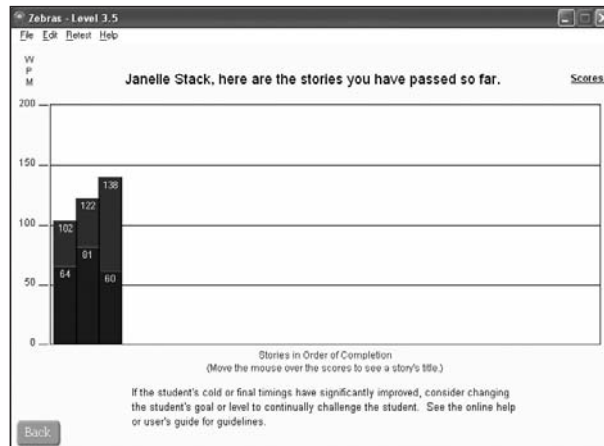 Zebras - Level 3.5
File Edit Retest Help
W
P
M
Janelle Stack, here are the stories you have passed so far.
Scores
200
150
100
50
0
102
122
138
64
81
60
Stories in Order of Completion
(Move the mouse over the scores to see a story's title.)
If the student's cold or final timings have significantly improved, consider changing
the student's goal or level to continually challenge the student. See the online help
or user's guide for guidelines.
Back